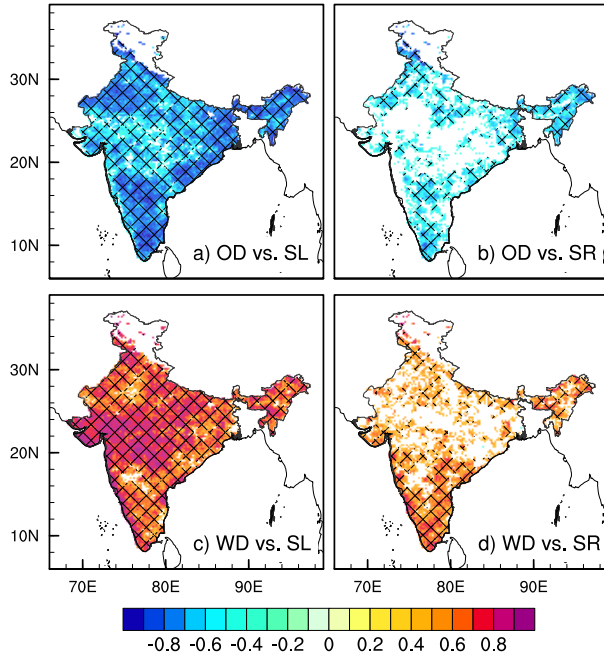 30N
20N
10N
a) OD vs. SL
b) OD vs. SR
30N
20N
10N
c) WD vs. SL
d) WD vs. SR
70E 80E 90E 70E 80E 90E
-0.8 -0.6 -0.4 -0.2 0 0.2 0.4 0.6 0.8